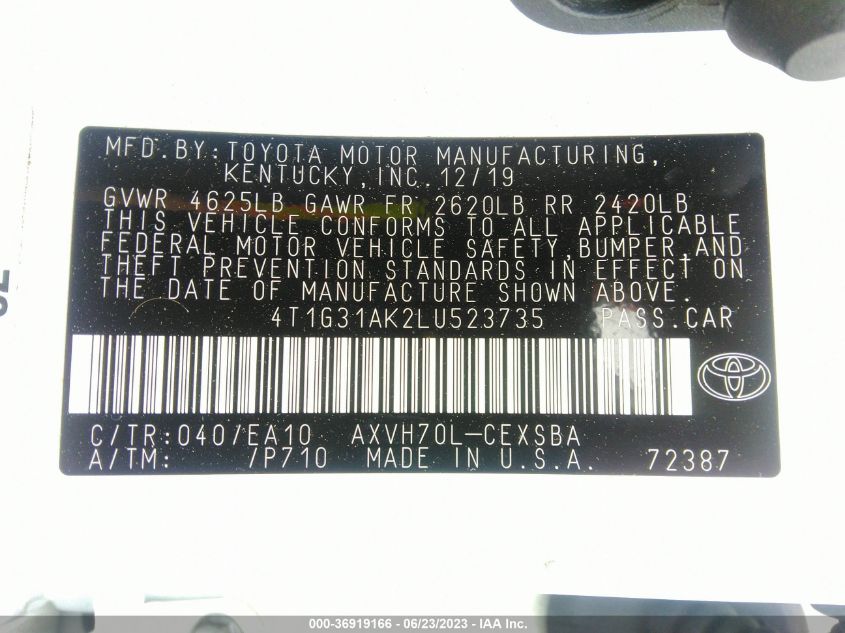 MFD.BY:TOYOTA MOTOR MANUFACTURING,
KENTUCKY,INC.12/19
GVWR 4625LB GAWR FR 2620LB RR 2420LB
THIS VEHICLE CONFORMS TO ALL APPLICABLE
FEDERAL MOTOR VEHICLE SAFETY,BUMPER,AND
THEFT PREVENTION STANDARDS IN EFFECT ON
THE DATE OF MANUFACTURE SHOWN ABOVE.
4T1G31AK2LU523735 PASS.CAR
C/TR:040/EA10 AXVH70L-CEXSBA
A/TM: /P710 MADE IN U.S.A. 72387
000-36919166 - 06/23/2023 - IAA Inc.